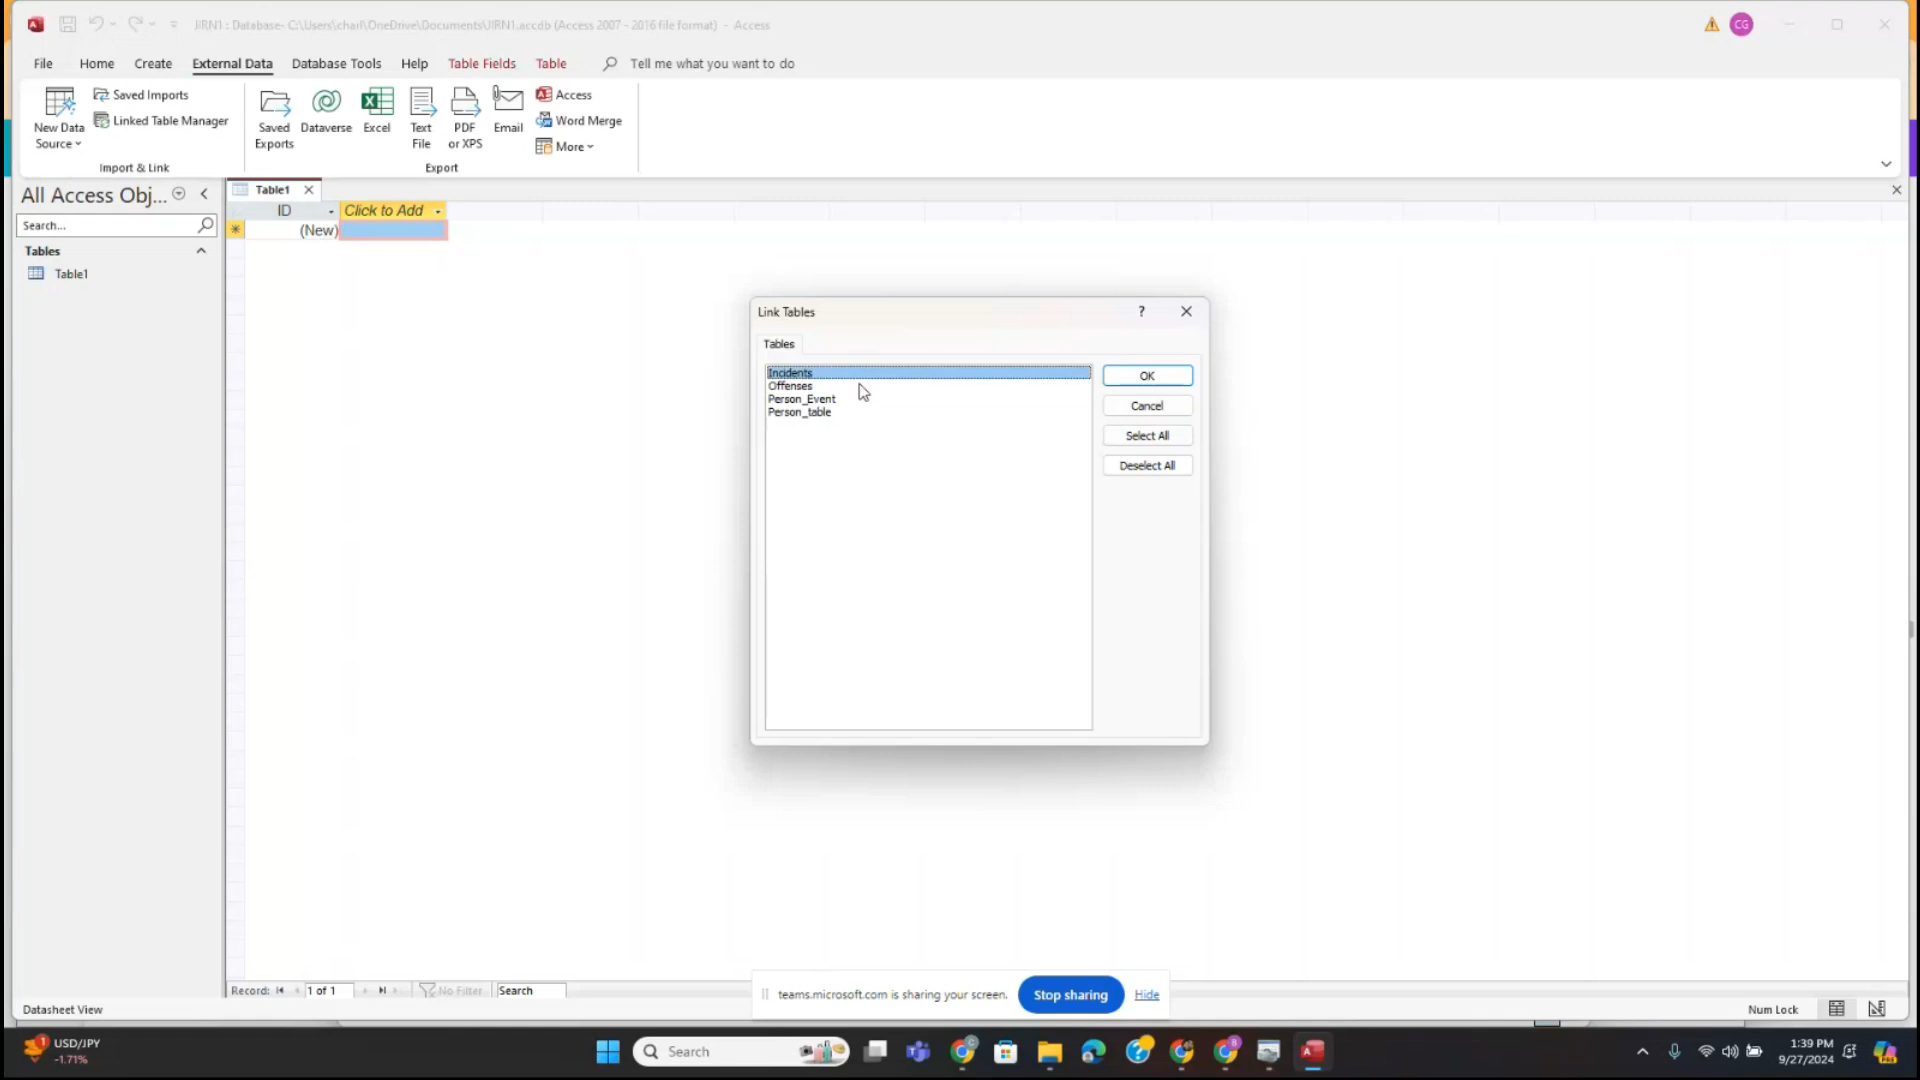 JIRN1 : Database- C:\Users\charl\OneDrive\Documents\JIRN1.accdb (Access 2007 - 2016 file format) - Access
CG
File Home Create External Data Database Tools Help Table Fields Table Tell me what you want to do
New Data Source
Saved Imports
Linked Table Manager
Import & Link
Saved Exports
Dataverse
Excel
Text File
PDF or XPS
Email
Access
Word Merge
More
Export
All Access Obj...
Search...
Tables
Table1
Table1
ID Click to Add
(New)
Link Tables
?
Tables
Incidents
Offenses
Person_Event
Person_table
OK
Cancel
Select All
Deselect All
Record: 1 of 1 No Filter Search
teams.microsoft.com is sharing your screen. Stop sharing Hide
Datasheet View
Num Lock
USD/JPY
-1.71%
Search
1:39 PM
9/27/2024